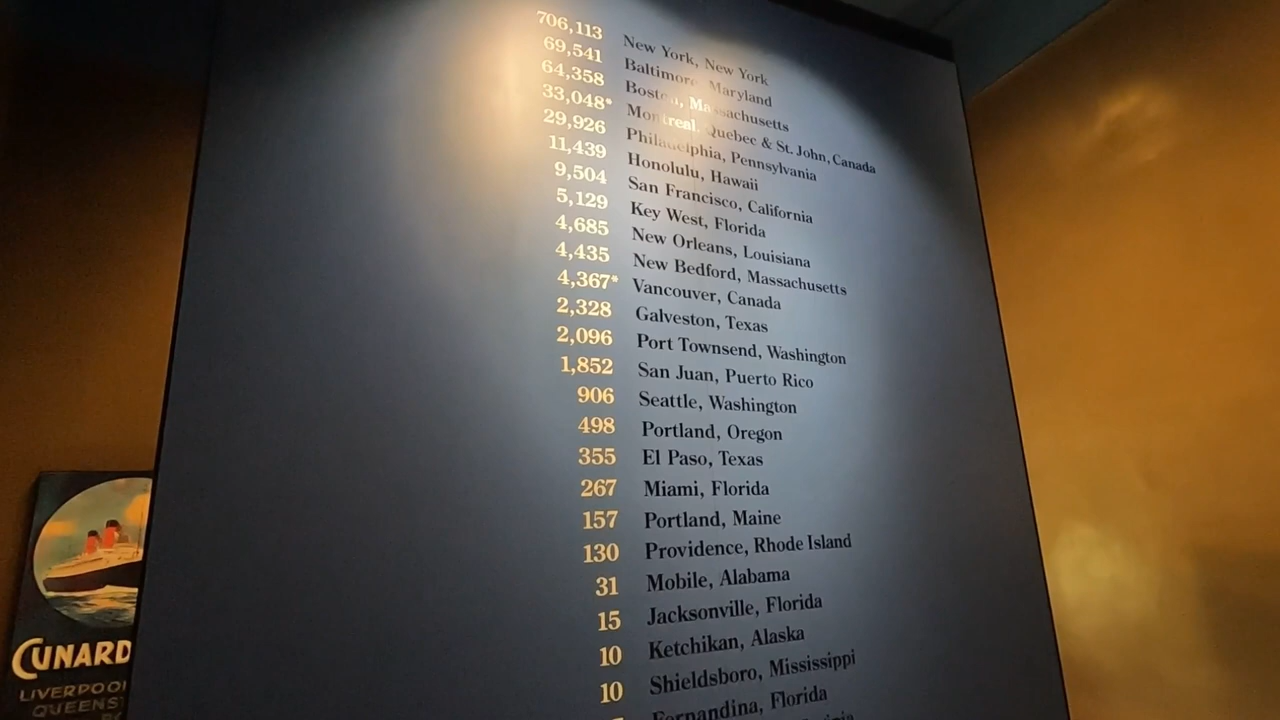 706,113 New York, New York
69,541 Baltimore, Maryland
64,358 Boston, Massachusetts
33,048* Montreal, Quebec & St. John, Canada
29,926 Philadelphia, Pennsylvania
11,439 Honolulu, Hawaii
9,504 San Francisco, California
5,129 Key West, Florida
4,685 New Orleans, Louisiana
4,435 New Bedford, Massachusetts
4,367* Vancouver, Canada
2,328 Galveston, Texas
2,096 Port Townsend, Washington
1,852 San Juan, Puerto Rico
906 Seattle, Washington
498 Portland, Oregon
355 El Paso, Texas
267 Miami, Florida
157 Portland, Maine
130 Providence, Rhode Island
31 Mobile, Alabama
15 Jacksonville, Florida
10 Ketchikan, Alaska
10 Shieldsboro, Mississippi
Fernandina, Florida
CUNARD
LIVERPOOL
QUEENST